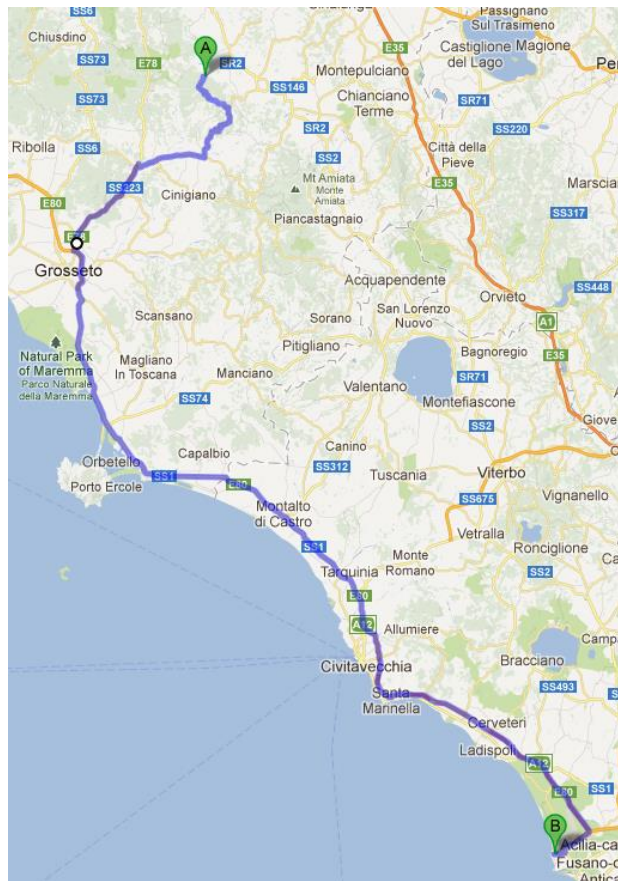 SS6
SR2
Passignano
Sul Trasimeno
Chiusdino
A
E35
SS73
E78
SR2
Montepulciano
Castiglione
del Lago
Magione
SS146
SS73
Chianciano
Terme
SR71
SR2
SS220
Ribolla
SS6
SS2
Città della
Pieve
SS223
Mt Amiata
Monte
Amiata
E35
Marsciano
E80
Cinigiano
Piancastagnaio
SS317
Grosseto
Acquapendente
Orvieto
SS448
San Lorenzo
Nuovo
A1
Scansano
Sorano
Natural Park
of Maremma
Parco Naturale
della Maremma
Pitigliano
Bagnoregio
E35
Magliano
In Toscana
Manciano
SR71
Valentano
Montefiascone
SS74
SS2
Canino
Orbetello
Capalbio
SS312
Viterbo
Porto Ercole
SS1
Tuscania
E80
SS675
Vignanello
Montalto
di Castro
Vetralla
SS1
Ronciglione
Monte
Romano
Tarquinia
SS2
E80
A12
Allumiere
Civitavecchia
Bracciano
Santa
Marinella
SS493
Cerveteri
Ladispoli
A12
SS1
E80
B